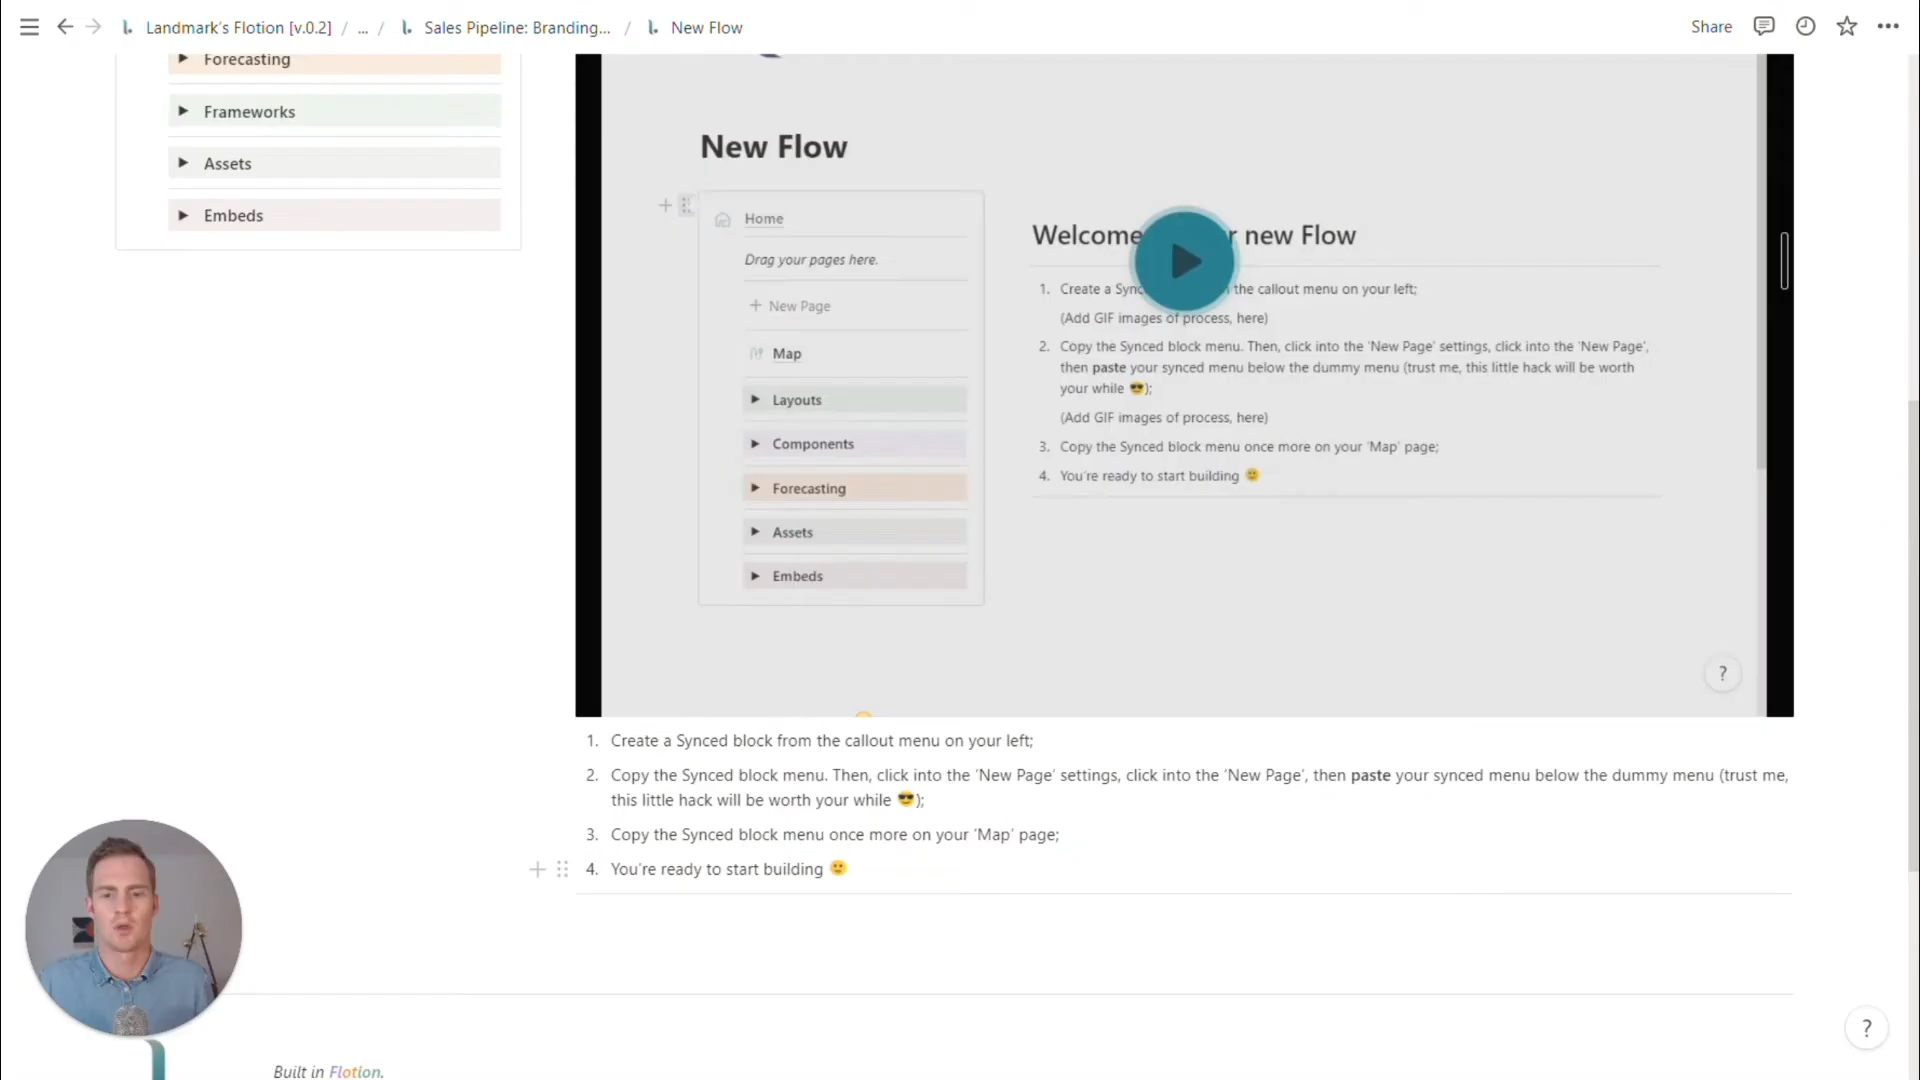 Landmark's Flotion [v.0.2] / ... / Sales Pipeline: Branding... / New Flow
Share
Forecasting
Frameworks
Assets
Embeds
New Flow
Home
Drag your pages here.
New Page
Map
Layouts
Components
Forecasting
Assets
Embeds
Welcome r new Flow
1. Create a Sync the callout menu on your left;
(Add GIF images of process, here)
2. Copy the Synced block menu. Then, click into the 'New Page' settings, click into the 'New Page',
then paste your synced menu below the dummy menu (trust me, this little hack will be worth
your while 😎);
(Add GIF images of process, here)
3. Copy the Synced block menu once more on your 'Map' page;
4. You're ready to start building 🙂
?
1. Create a Synced block from the callout menu on your left;
2. Copy the Synced block menu. Then, click into the 'New Page' settings, click into the 'New Page', then paste your synced menu below the dummy menu (trust me,
this little hack will be worth your while 😎);
3. Copy the Synced block menu once more on your 'Map' page;
4. You're ready to start building 🙂
?
Built in Flotion.